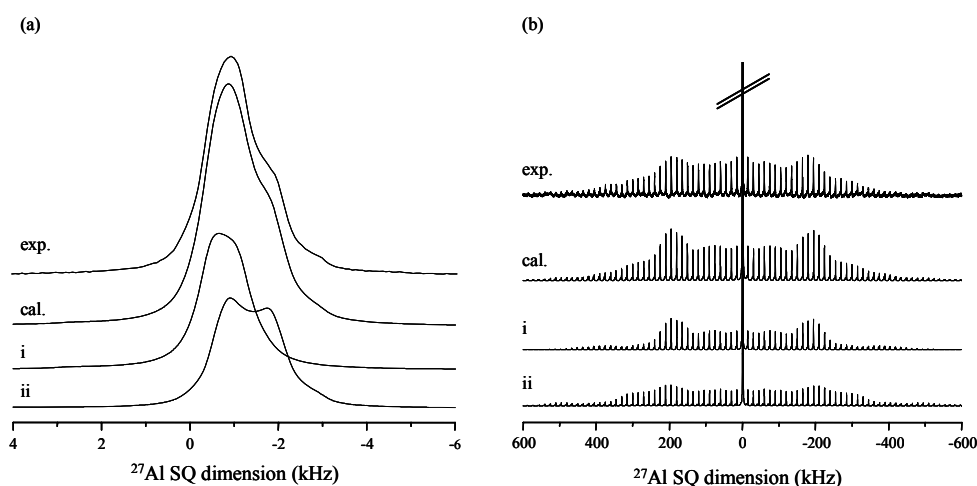 (a)
exp.
cal.
i
ii
4 2 0 -2 -4 -6
²⁷Al SQ dimension (kHz)
(b)
exp.
cal.
i
ii
600 400 200 0 -200 -400 -600
²⁷Al SQ dimension (kHz)